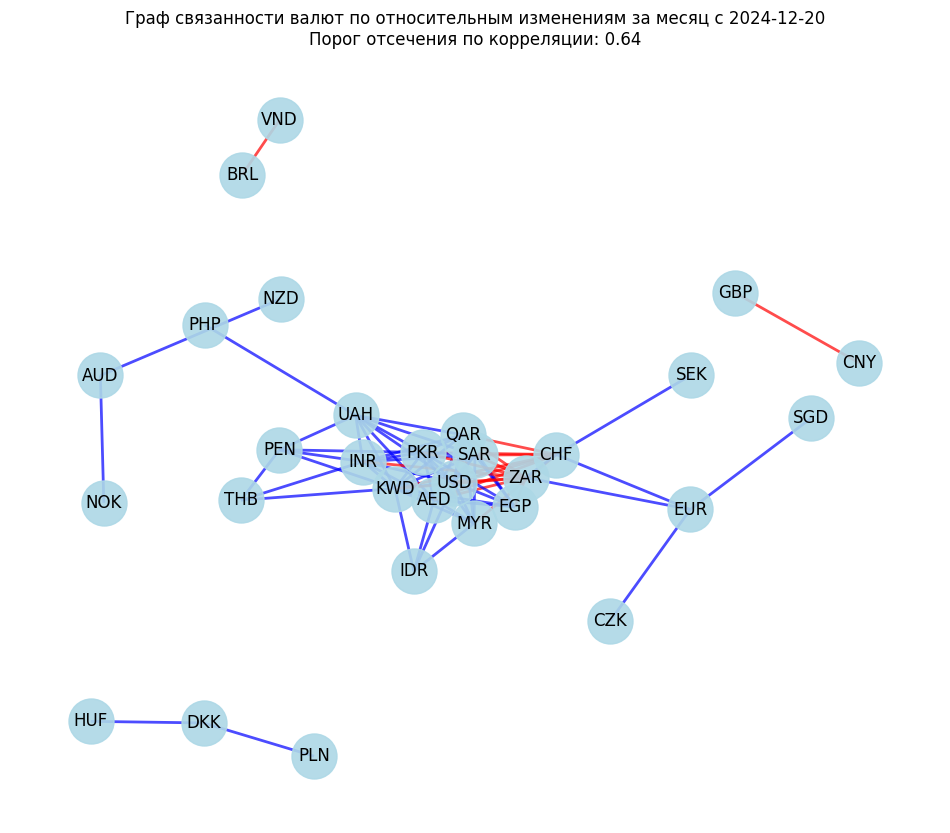 Граф связанности валют по относительным изменениям за месяц с 2024-12-20
Порог отсечения по корреляции: 0.64
VND
BRL
GBP
NZD
PHP
CNY
AUD
SEK
UAH
SGD
QAR
PEN
PKR
SAR
CHF
INR
ZAR
USD
KWD
THB
AED
NOK
EGP
EUR
MYR
IDR
CZK
HUF
DKK
PLN